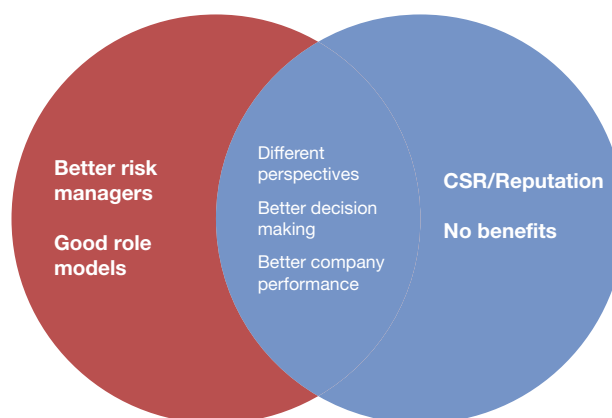 Better risk
managers
Good role
models
Different
perspectives
Better decision
making
Better company
performance
CSR/Reputation
No benefits